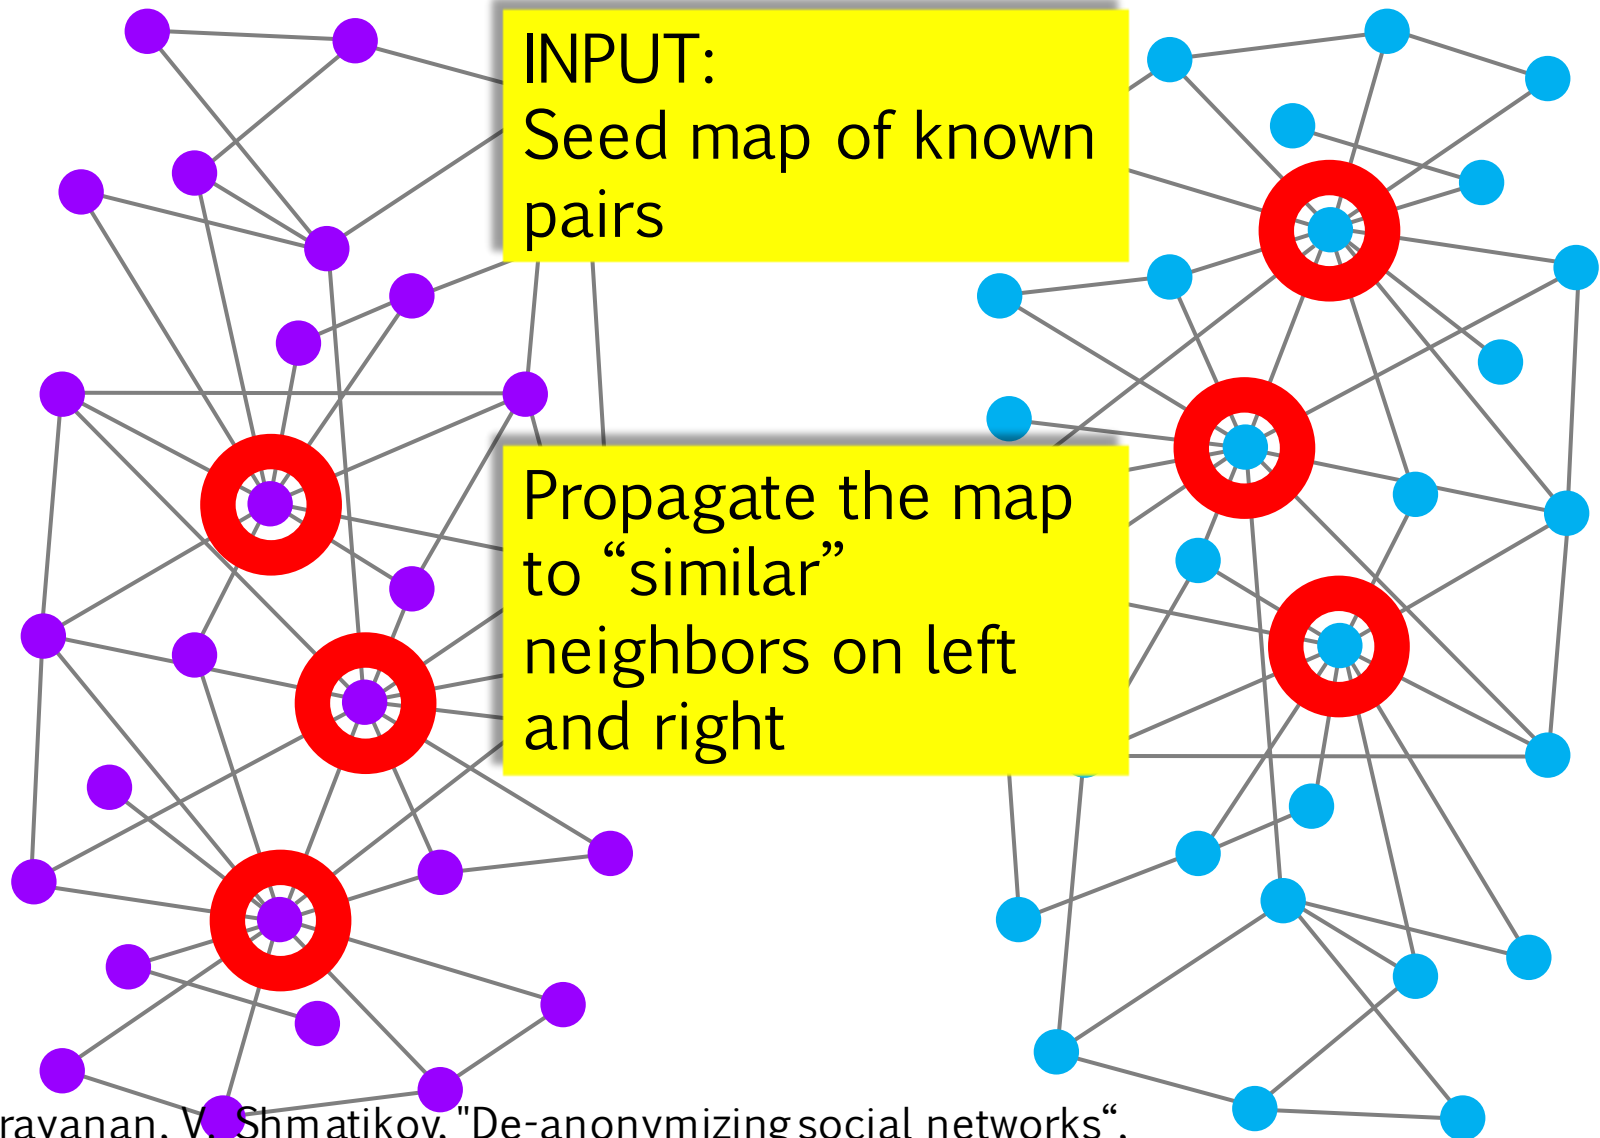 INPUT:
Seed map of known
pairs
Propagate the map
to “similar”
neighbors on left
and right
ravanan, V. Shmatikov, "De-anonymizing social networks“,